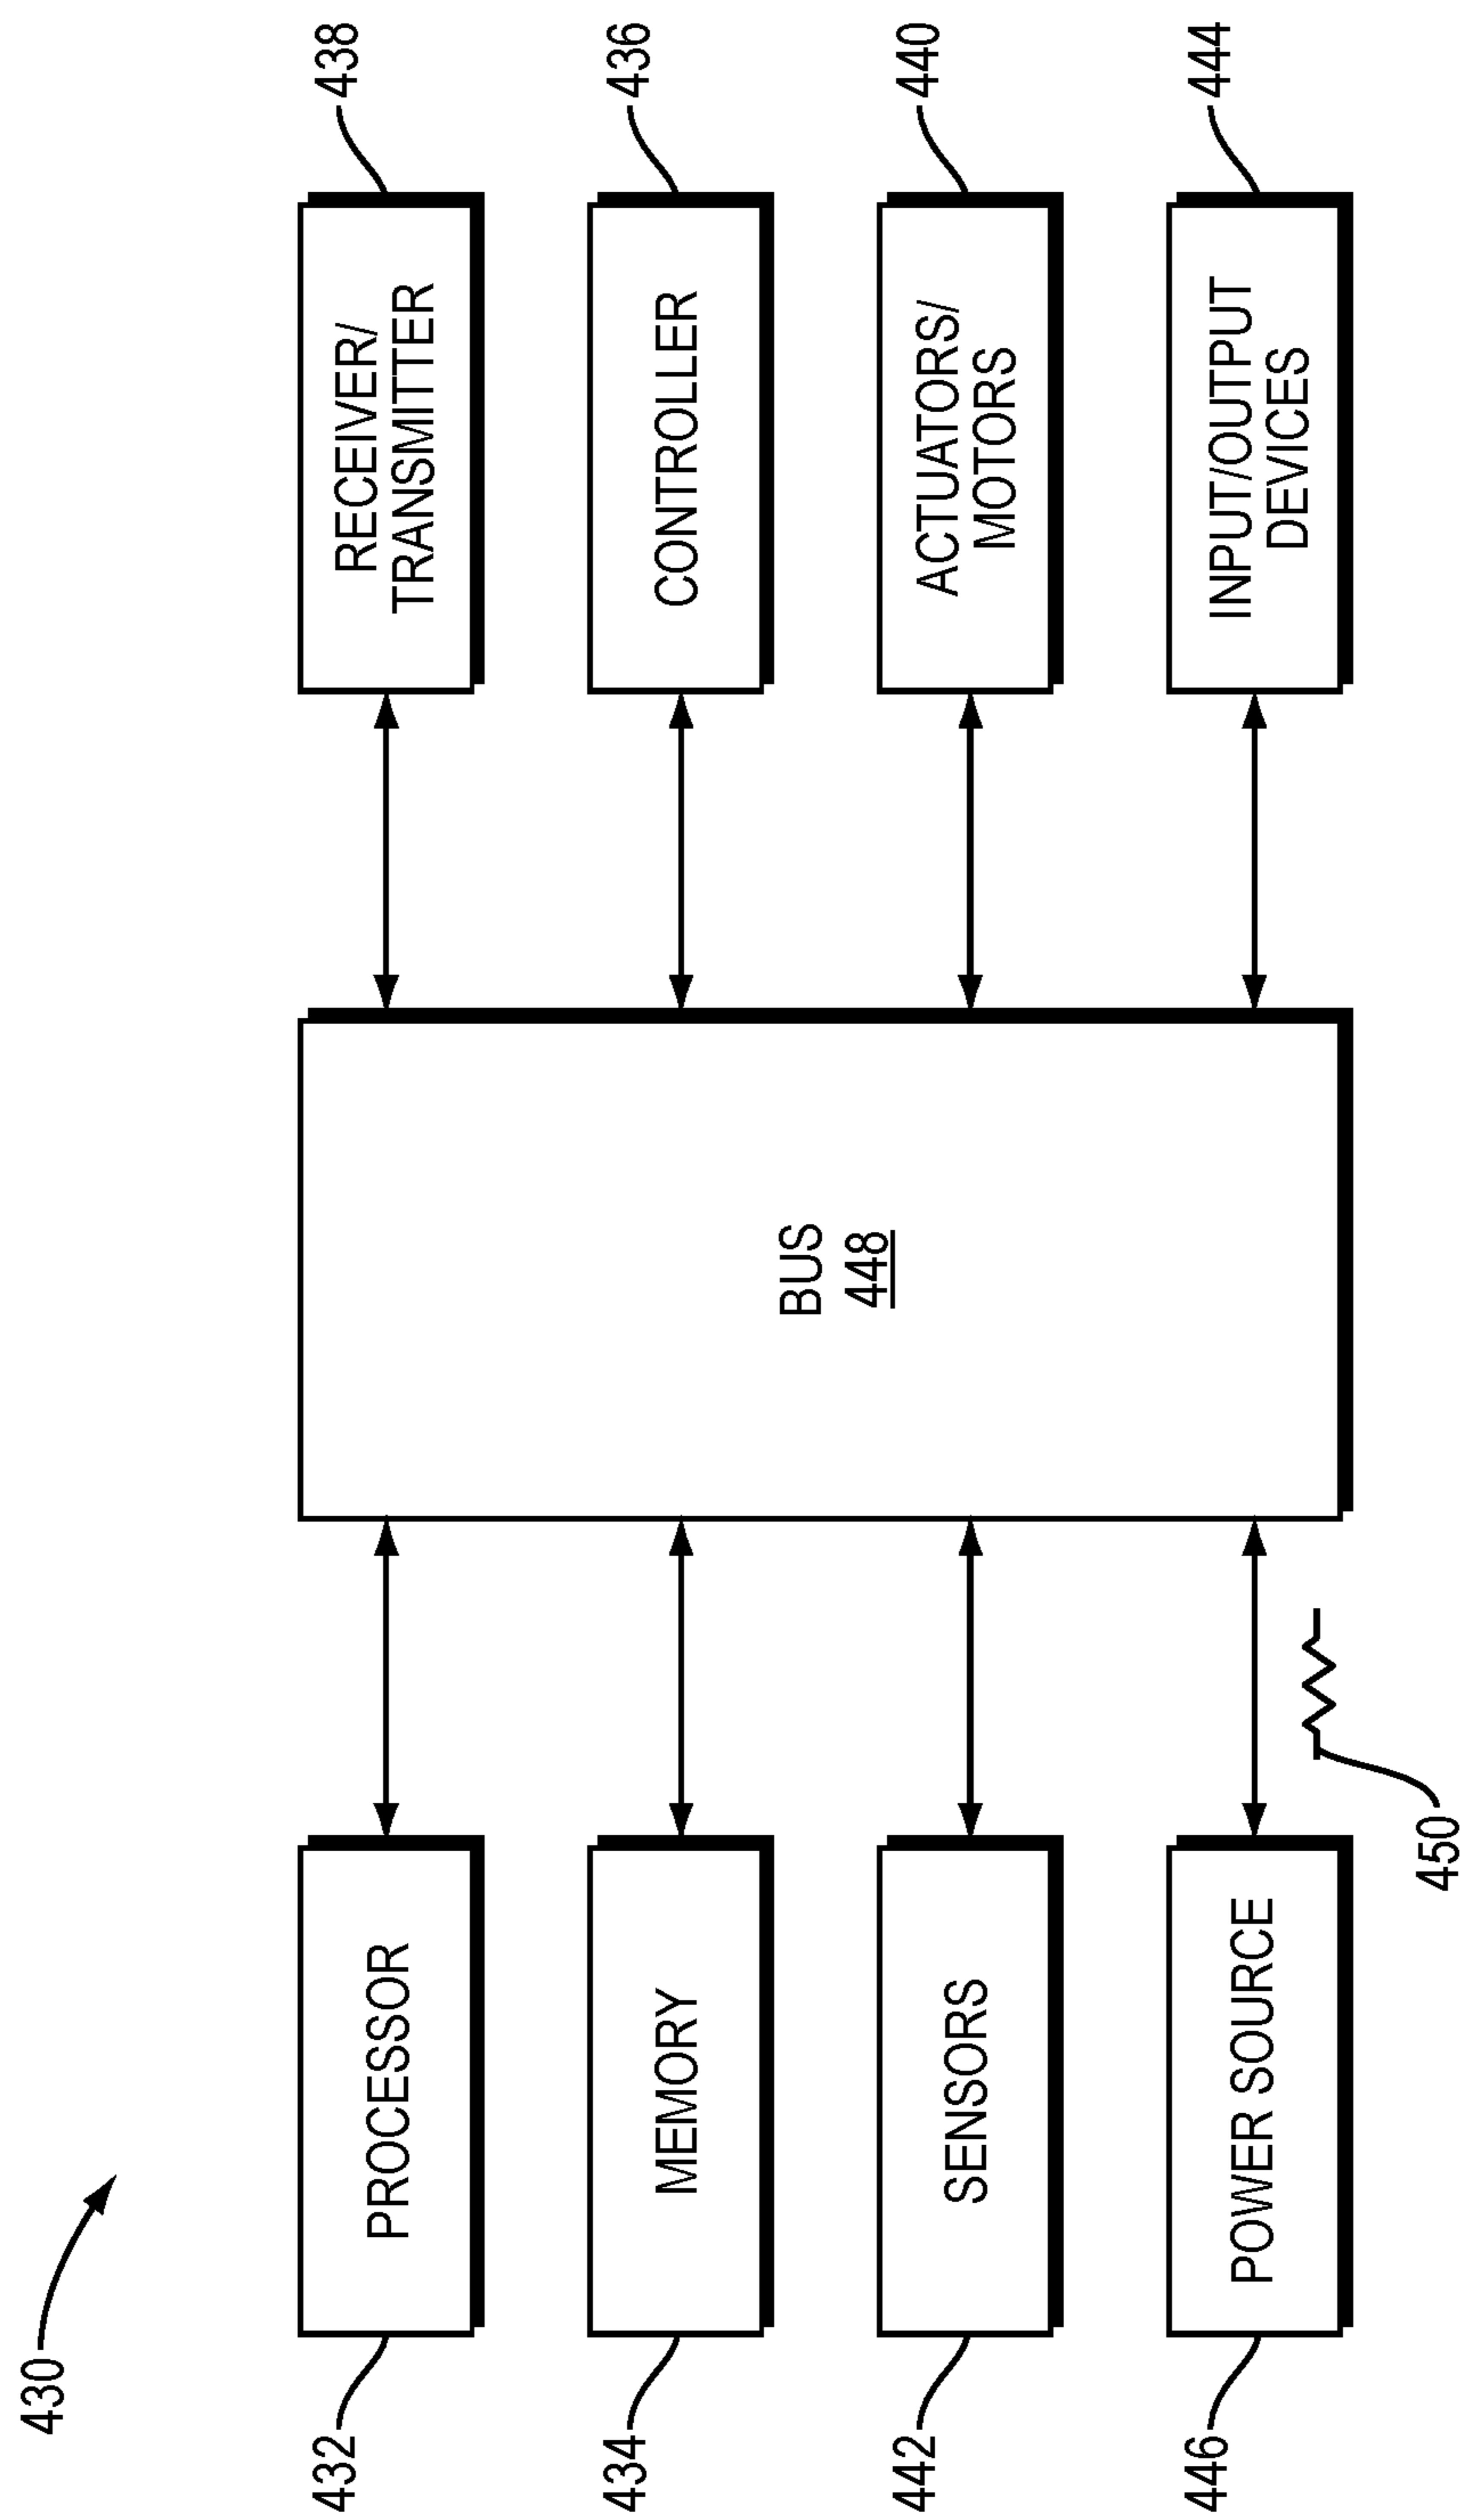 430
432
PROCESSOR
RECEIVER/
TRANSMITTER
438
434
MEMORY
CONTROLLER
436
BUS
448
442
SENSORS
ACTUATORS/
MOTORS
440
446
POWER SOURCE
INPUT/OUTPUT
DEVICES
444
450